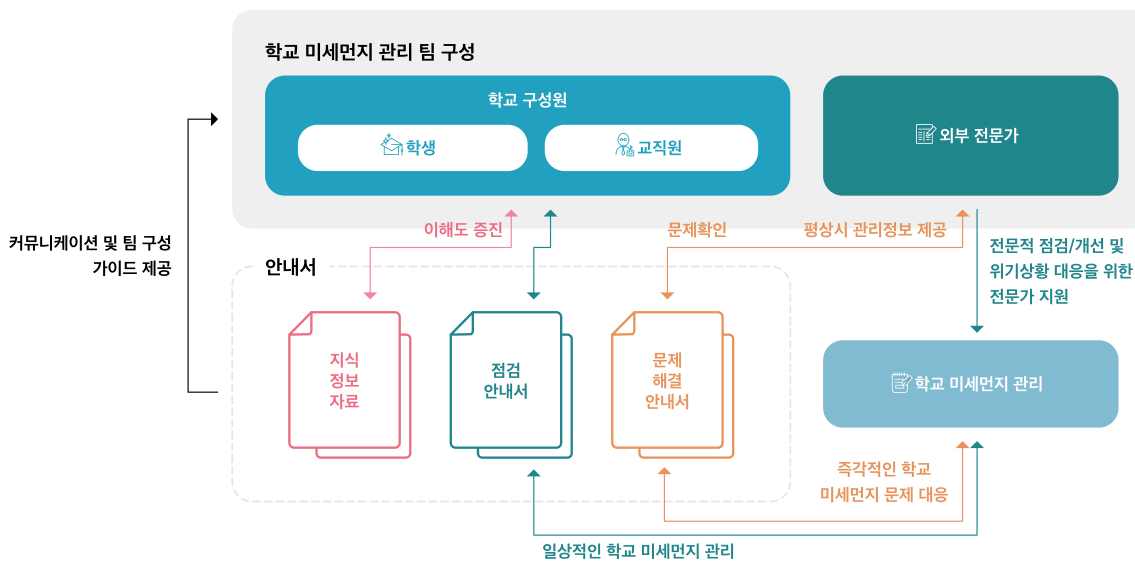 학교 미세먼지 관리 팀 구성
학교 구성원
학생
교직원
외부 전문가
이해도 증진
문제확인
평상시 관리정보 제공
커뮤니케이션 및 팀 구성
가이드 제공
전문적 점검/개선 및
위기상황 대응을 위한
전문가 지원
안내서
지식
정보
자료
점검
안내서
문제
해결
안내서
학교 미세먼지 관리
즉각적인 학교
미세먼지 문제 대응
일상적인 학교 미세먼지 관리